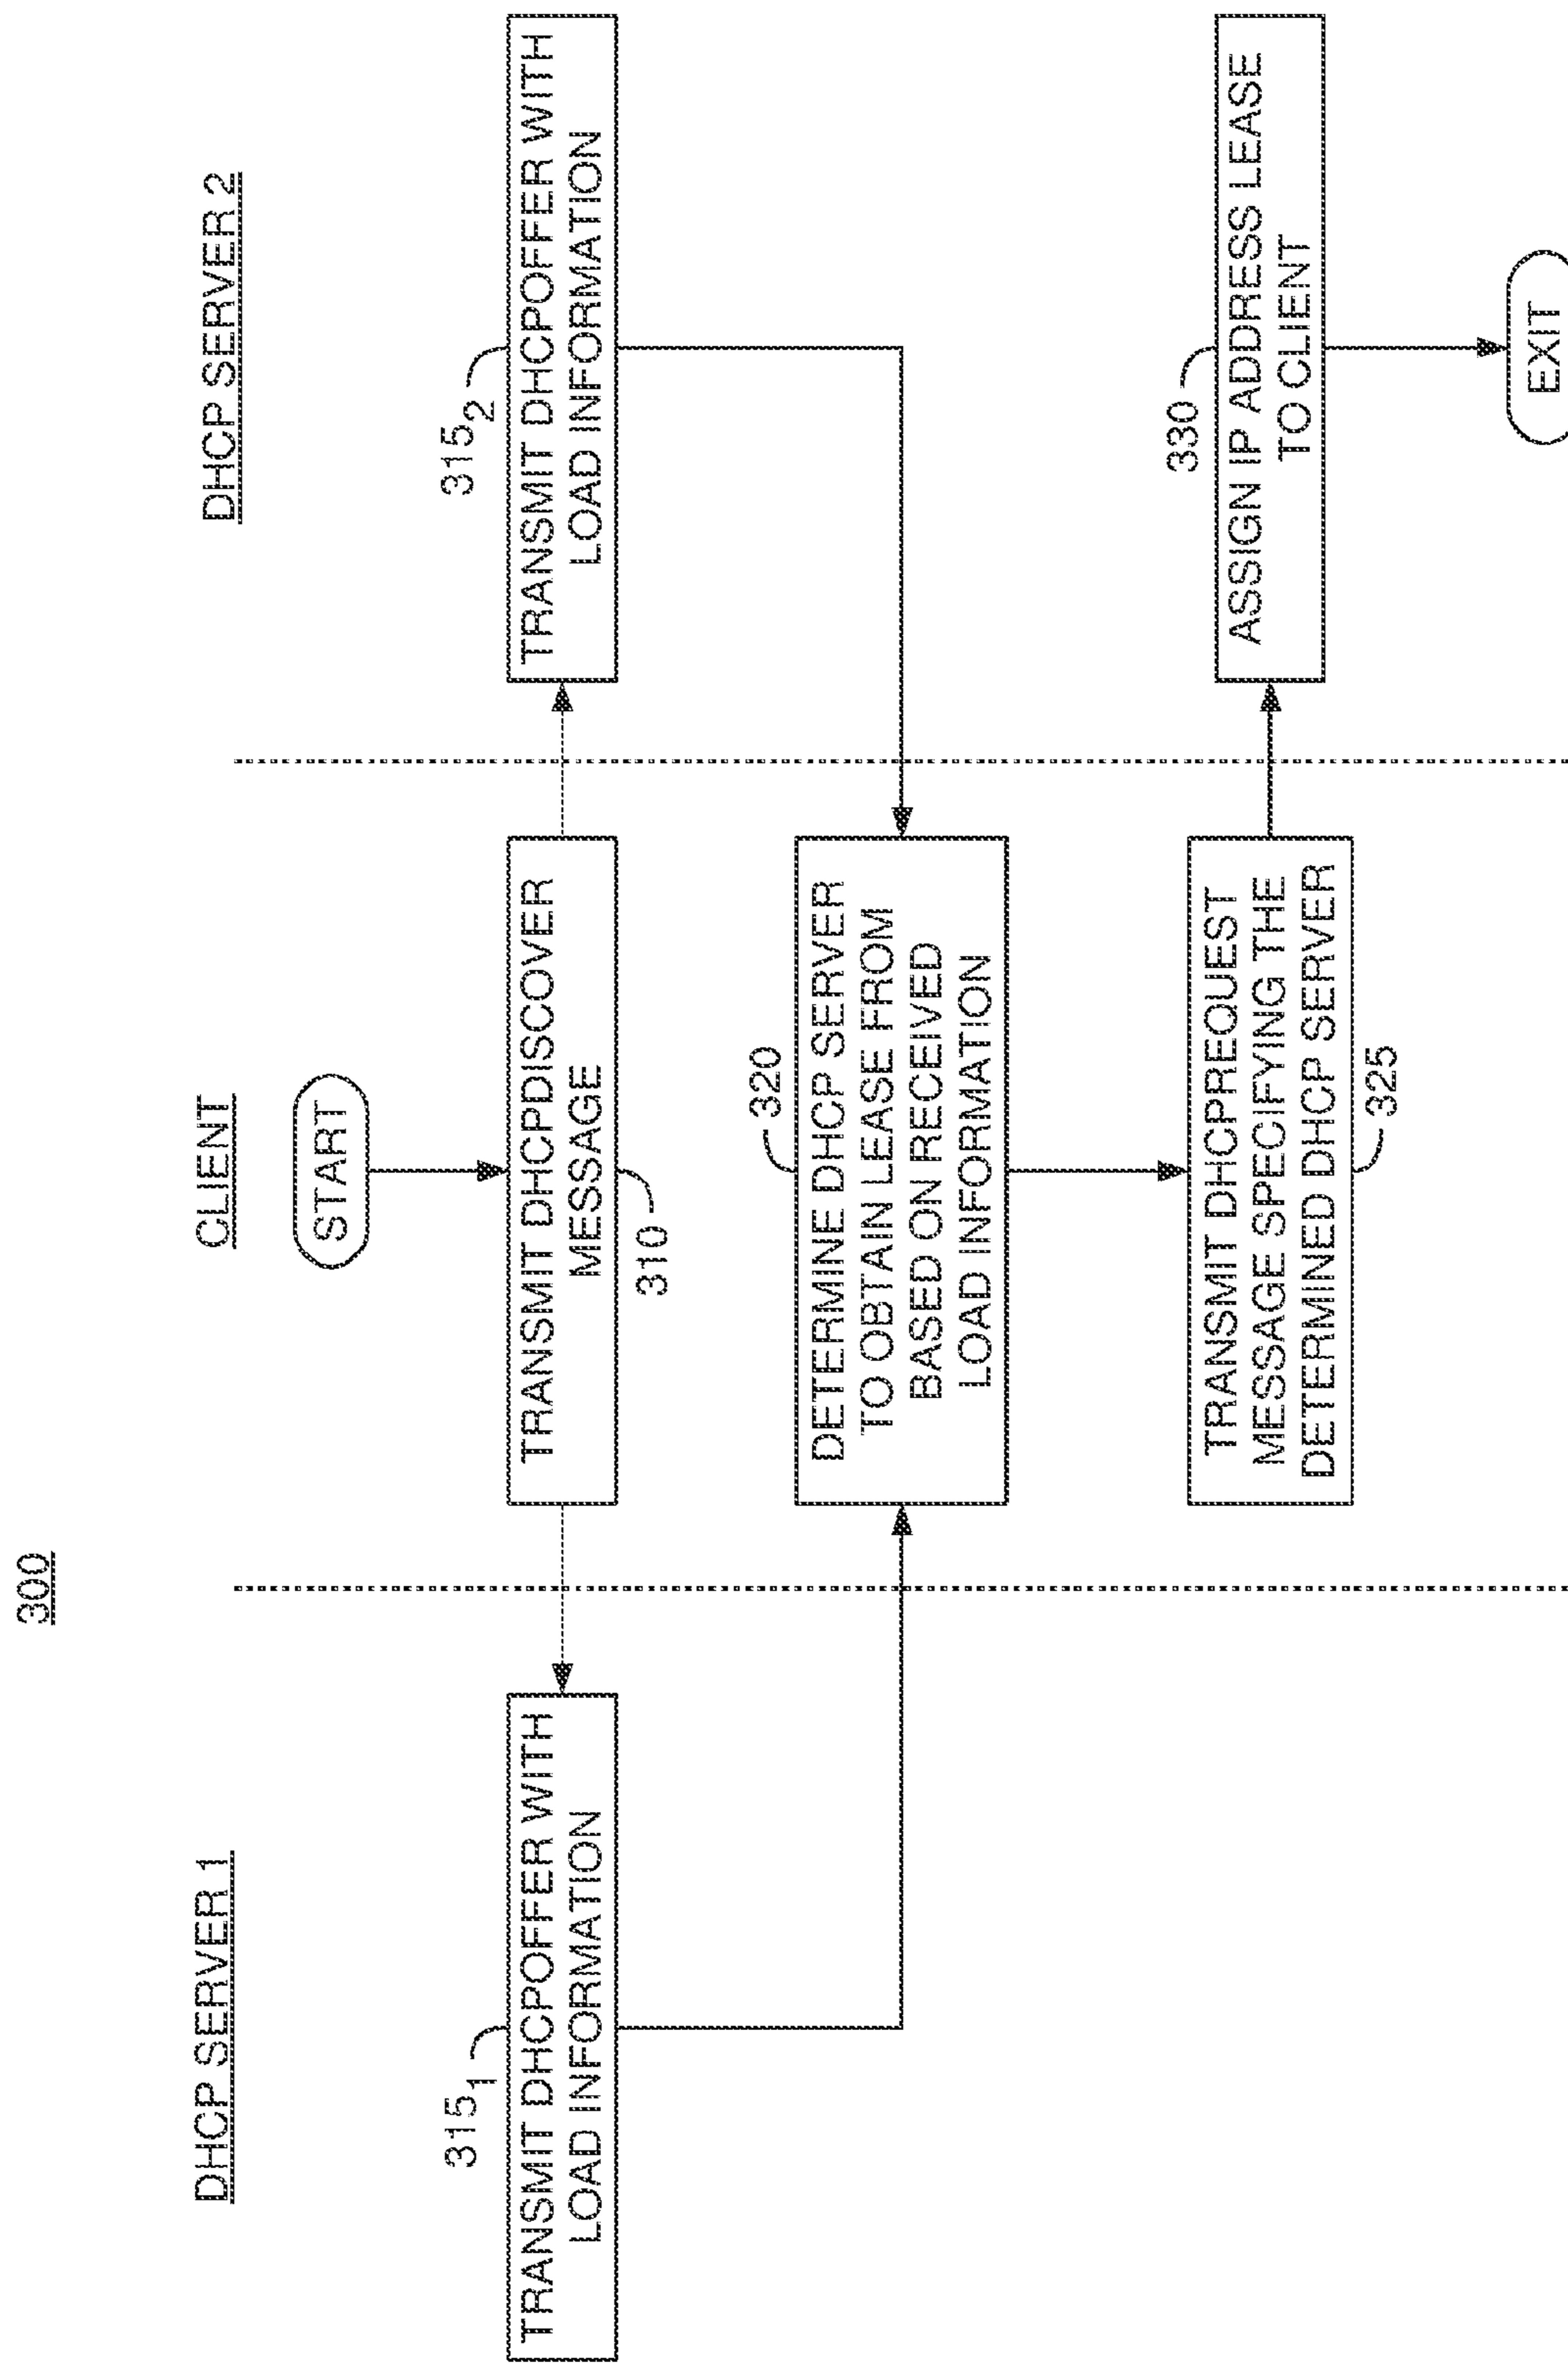 300
DHCP SERVER 1
CLIENT
DHCP SERVER 2
START
315₁
315₂
TRANSMIT DHCPOFFER WITH
LOAD INFORMATION
TRANSMIT DHCPDISCOVER
MESSAGE
TRANSMIT DHCPOFFER WITH
LOAD INFORMATION
310
320
DETERMINE DHCP SERVER
TO OBTAIN LEASE FROM
BASED ON RECEIVED
LOAD INFORMATION
330
TRANSMIT DHCPREQUEST
MESSAGE SPECIFYING THE
DETERMINED DHCP SERVER
ASSIGN IP ADDRESS LEASE
TO CLIENT
325
EXIT